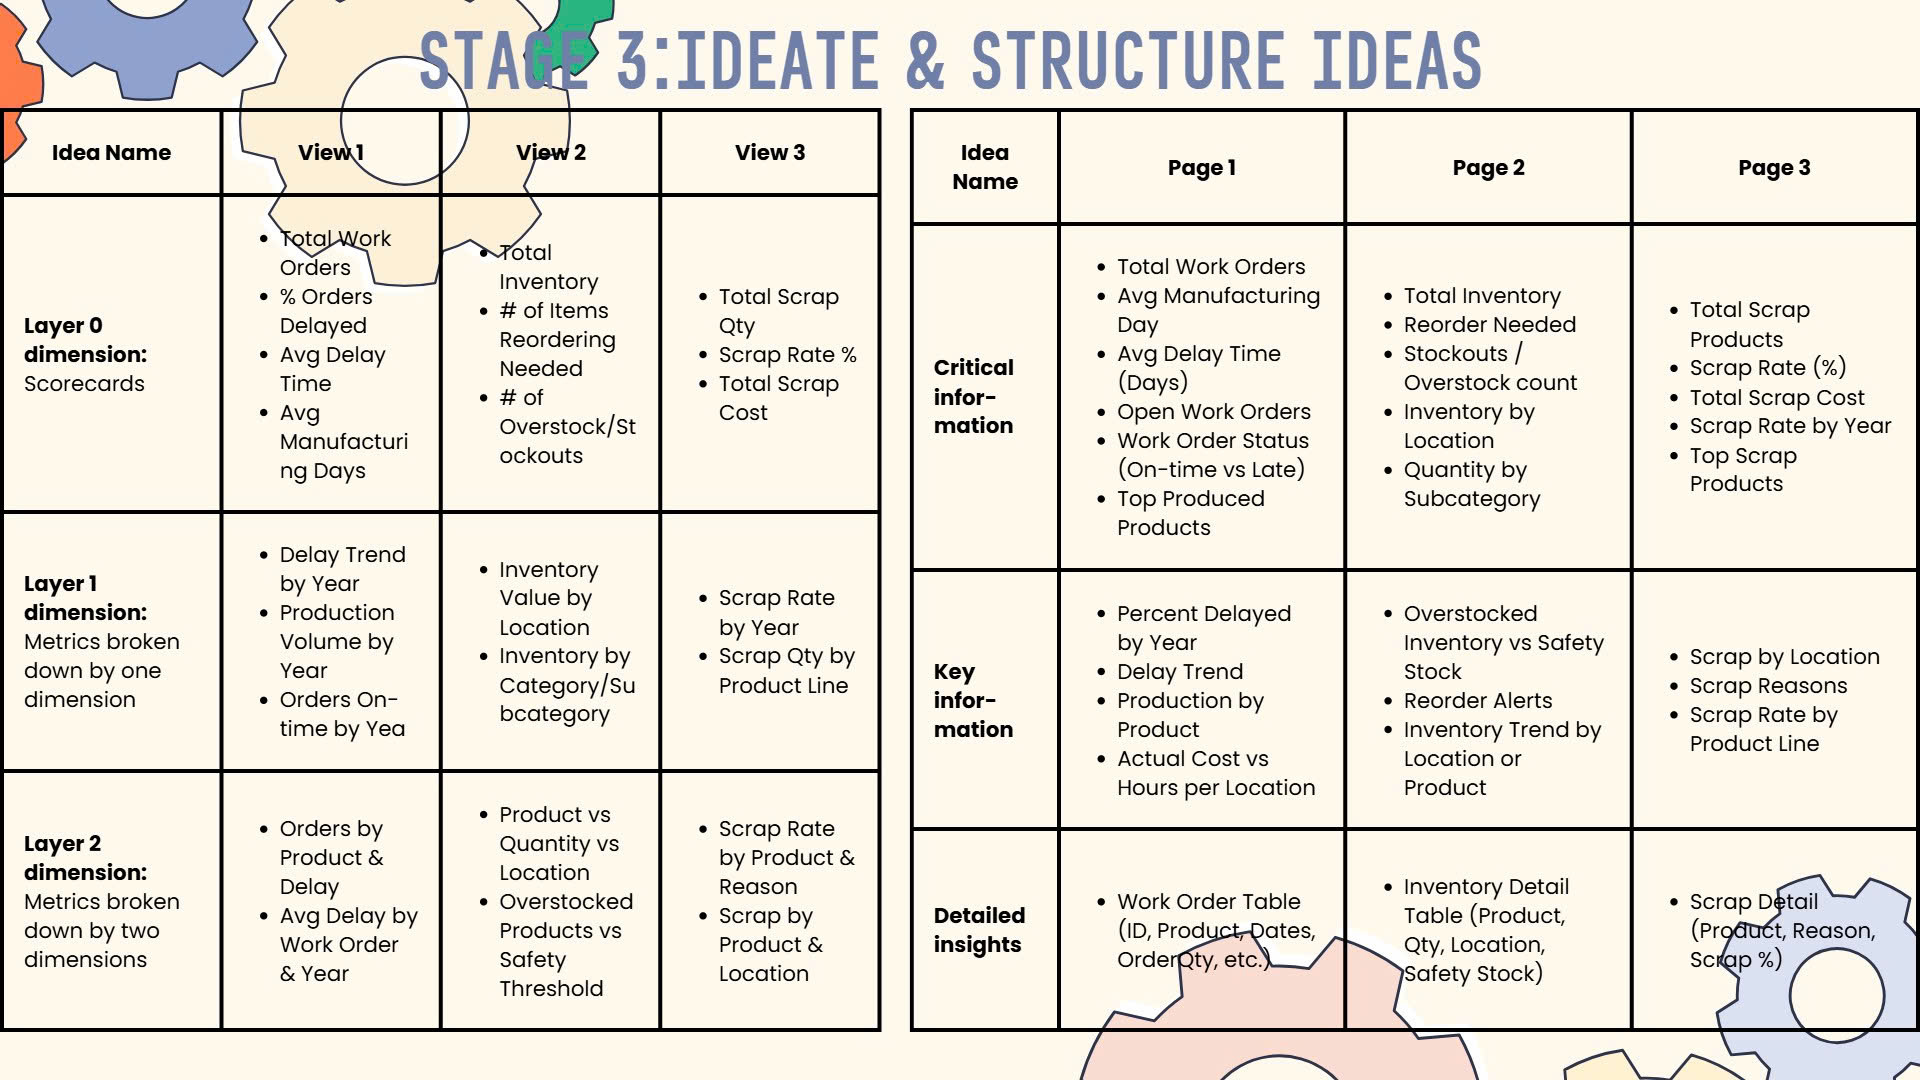 STAGE 3:IDEATE & STRUCTURE IDEAS
Idea Name
View 1
View 2
View 3
Layer 0
dimension:
Scorecards
• Total Work
Orders
• % Orders
Delayed
• Avg Delay
Time
• Avg
Manufacturi
ng Days
• Total
Inventory
• # of Items
Reordering
Needed
• # of
Overstock/St
ockouts
• Total Scrap
Qty
• Scrap Rate %
• Total Scrap
Cost
Layer 1
dimension:
Metrics broken
down by one
dimension
• Delay Trend
by Year
• Production
Volume by
Year
• Orders On-
time by Yea
• Inventory
Value by
Location
• Inventory by
Category/Su
bcategory
• Scrap Rate
by Year
• Scrap Qty by
Product Line
Layer 2
dimension:
Metrics broken
down by two
dimensions
• Orders by
Product &
Delay
• Avg Delay by
Work Order
& Year
• Product vs
Quantity vs
Location
• Overstocked
Products vs
Safety
Threshold
• Scrap Rate
by Product &
Reason
• Scrap by
Product &
Location
Idea
Name
Page 1
Page 2
Page 3
Critical
infor-
mation
• Total Work Orders
• Avg Manufacturing
Day
• Avg Delay Time
(Days)
• Open Work Orders
• Work Order Status
(On-time vs Late)
• Top Produced
Products
• Total Inventory
• Reorder Needed
• Stockouts /
Overstock count
• Inventory by
Location
• Quantity by
Subcategory
• Total Scrap
Products
• Scrap Rate (%)
• Total Scrap Cost
• Scrap Rate by Year
• Top Scrap
Products
Key
infor-
mation
• Percent Delayed
by Year
• Delay Trend
• Production by
Product
• Actual Cost vs
Hours per Location
• Overstocked
Inventory vs Safety
Stock
• Reorder Alerts
• Inventory Trend by
Location or
Product
• Scrap by Location
• Scrap Reasons
• Scrap Rate by
Product Line
Detailed
insights
• Work Order Table
(ID, Product, Dates,
OrderQty, etc.)
• Inventory Detail
Table (Product,
Qty, Location,
Safety Stock)
• Scrap Detail
(Product, Reason,
Scrap %)